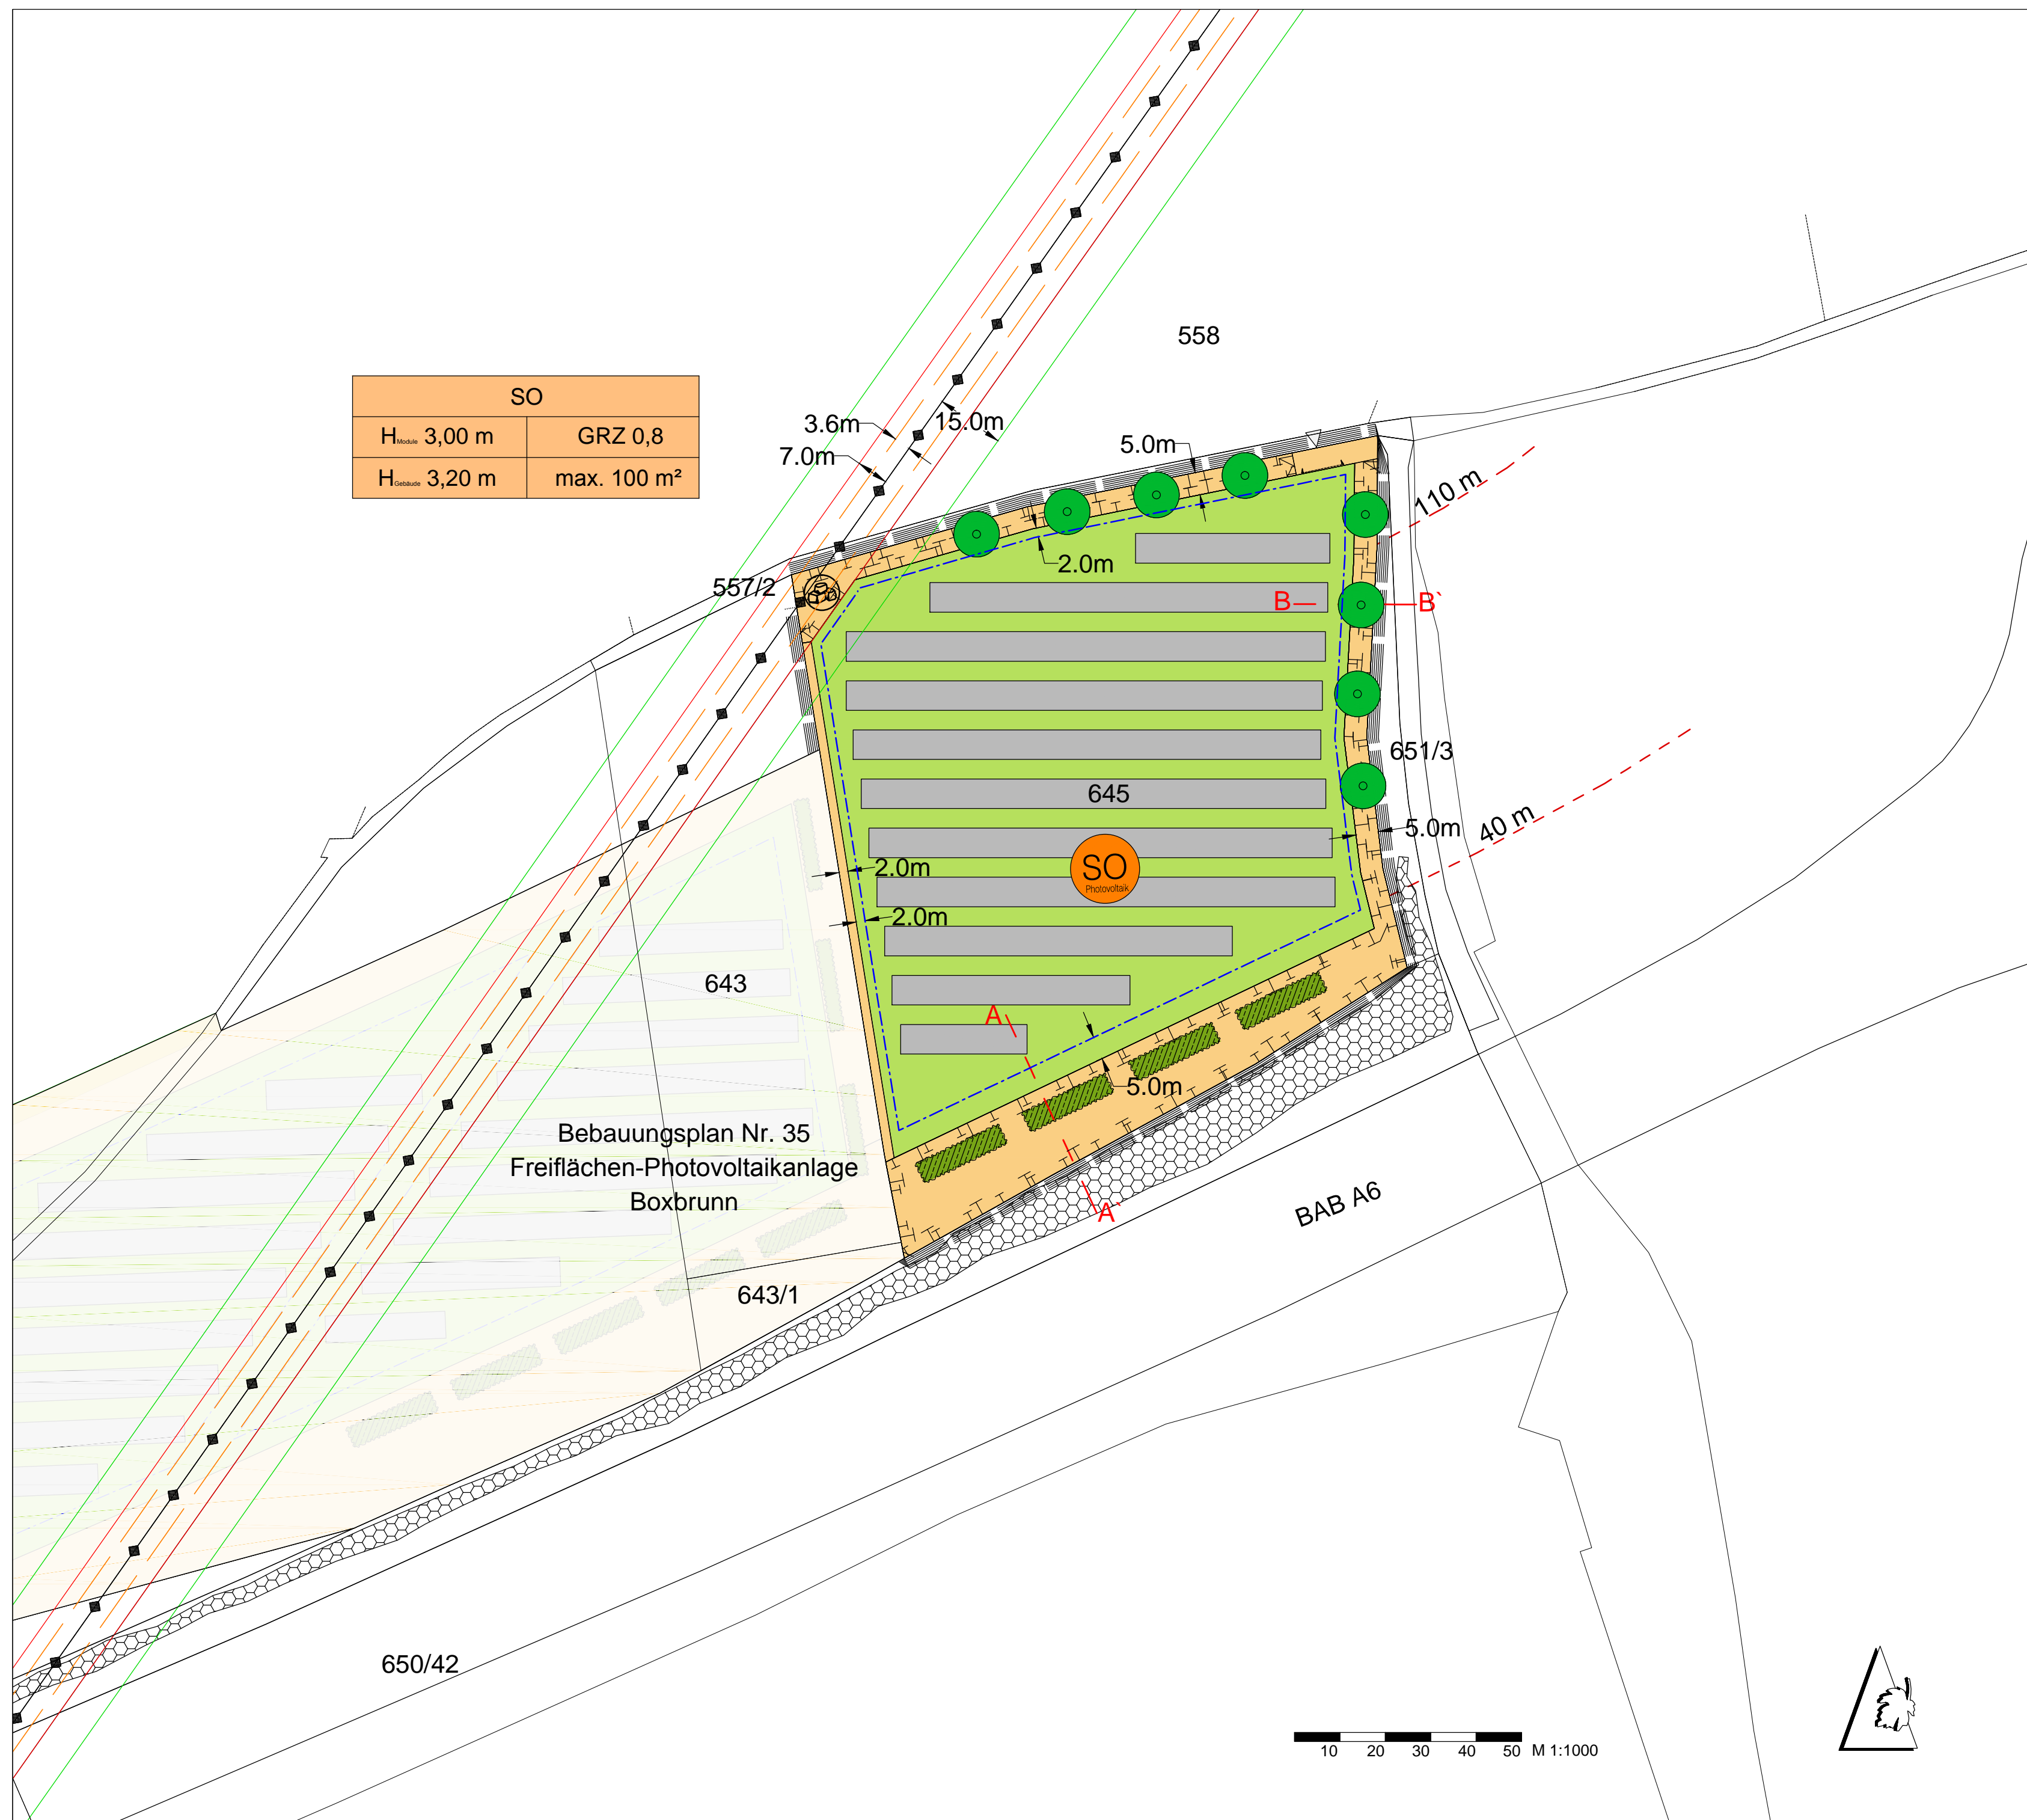 558
SO
H Module 3,00 m
GRZ 0,8
H Gebäude 3,20 m
max. 100 m²
3.6m
15.0m
7.0m
5.0m
110 m
2.0m
557/2
B
B`
651/3
645
40 m
5.0m
SO
Photovoltaik
2.0m
2.0m
643
A
5.0m
Bebauungsplan Nr. 35
Freiflächen-Photovoltaikanlage
Boxbrunn
A`
BAB A6
643/1
650/42
10 20 30 40 50 M 1:1000